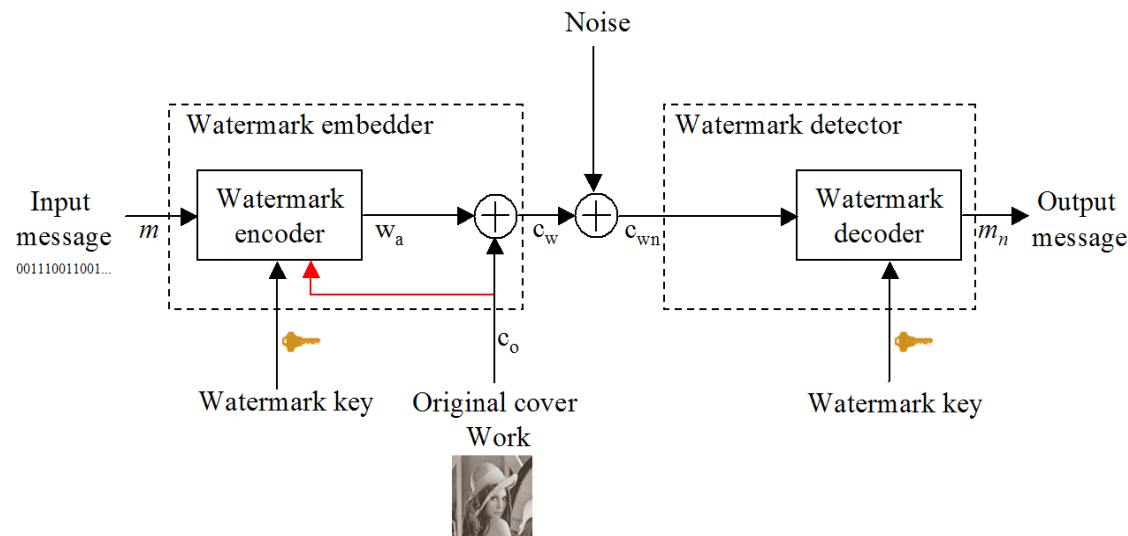 Noise
Watermark embedder
Watermark detector
Input
message
001110011001...
m
Watermark
encoder
w_a
c_w
c_wn
Watermark
decoder
m_n
Output
message
c_o
Watermark key
Original cover
Work
Watermark key